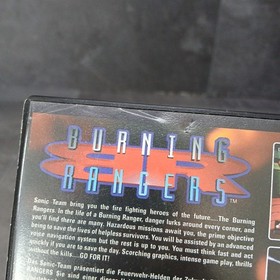 BURNING
RANGERS
TM
Sonic Team bring you the fire fighting heroes of the future....The Burning
Rangers. In the life of a Burning Ranger, danger lurks around every corner, and
you'll find there are many. Hazardous missions await you, the prime objective
being to save the lives of helpless survivors. You will be assisted by an advanced
voice navigation system but the rest is up to you. You must think fast and act
quickly if you are to save the day. Scorching graphics, intense game play, thrills
without the kills....GO FOR IT!
Das Sonic-Team präsentiert die Feuerwehr-Helden der
RANGERS Sie sind einer dieser